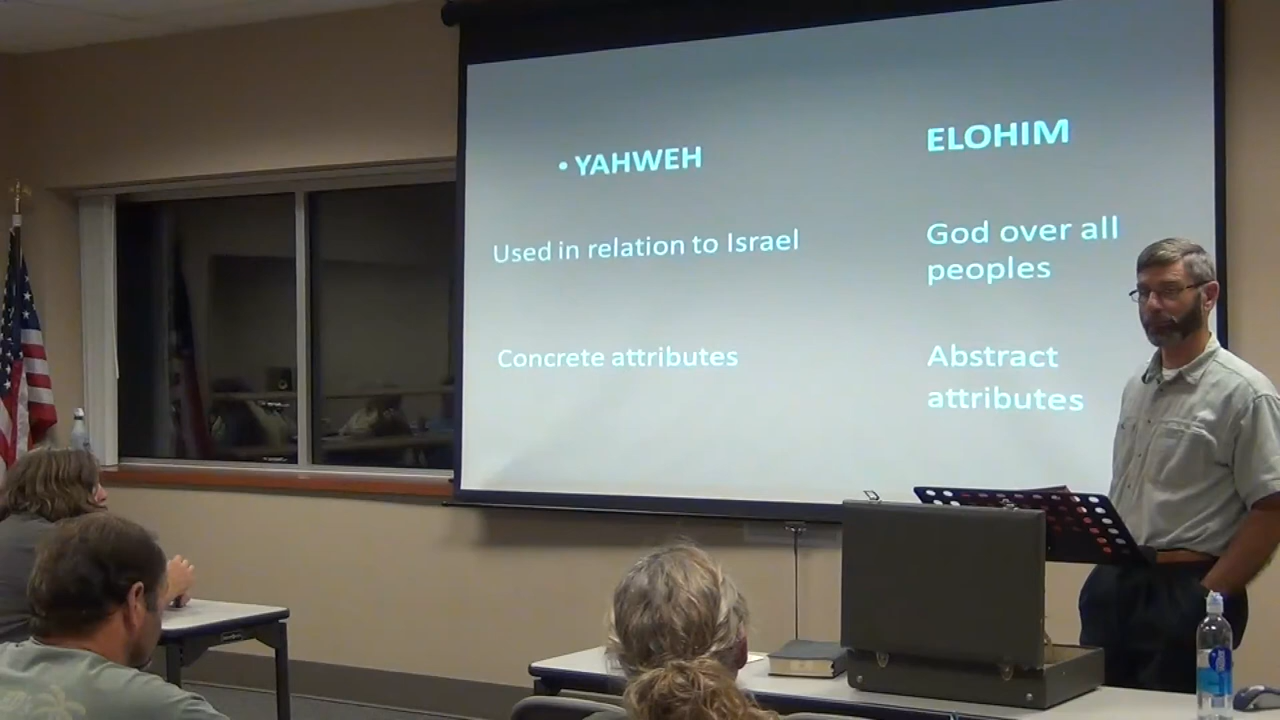 • YAHWEH
ELOHIM
Used in relation to Israel
God over all
peoples
Concrete attributes
Abstract
attributes